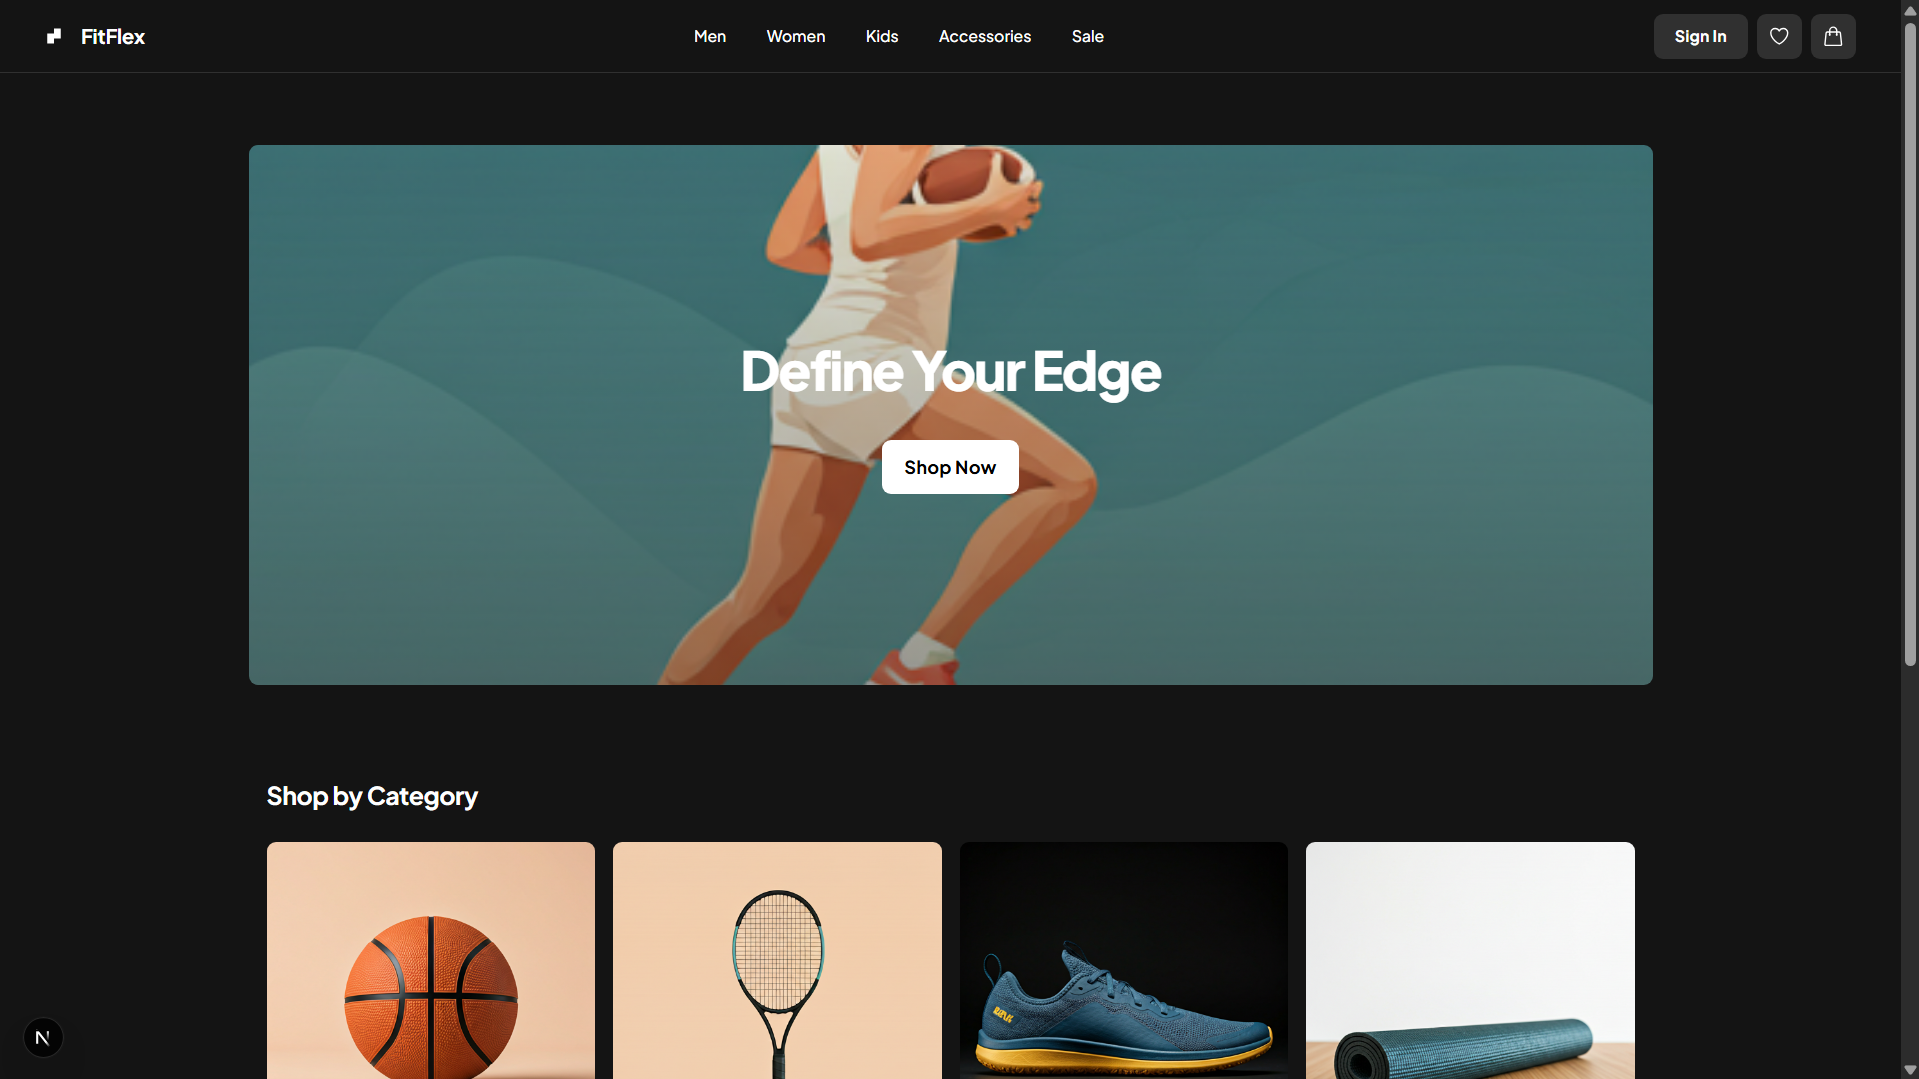 FitFlex
Men
Women
Kids
Accessories
Sale
Sign In
Define Your Edge
Shop Now
Shop by Category
N